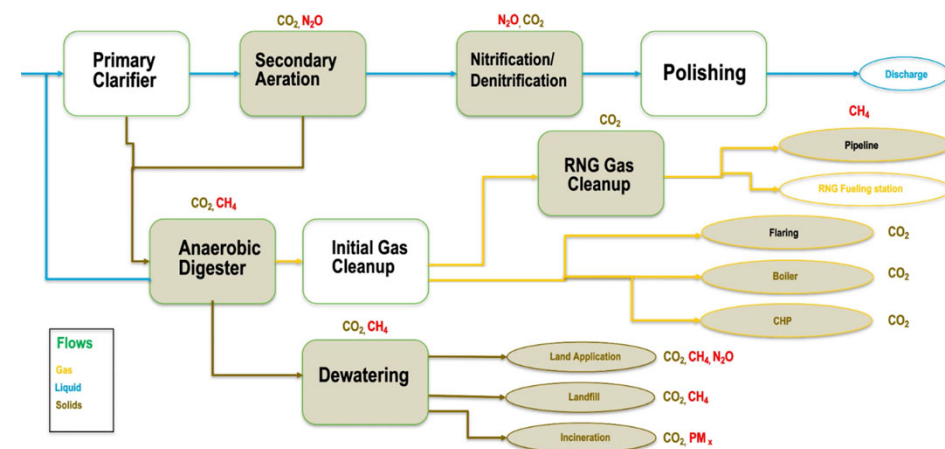 CO₂, N₂O
N₂O, CO₂
Primary
Clarifier
Secondary
Aeration
Nitrification/
Denitrification
Polishing
Discharge
CO₂
CH₄
RNG Gas
Cleanup
Pipeline
RNG Fueling station
CO₂, CH₄
Anaerobic
Digester
Initial Gas
Cleanup
Flaring
CO₂
Boiler
CO₂
CHP
CO₂
Flows
Gas
Liquid
Solids
CO₂, CH₄
Dewatering
Land Application
CO₂, CH₄, N₂O
Landfill
CO₂, CH₄
Incineration
CO₂, PMₓ